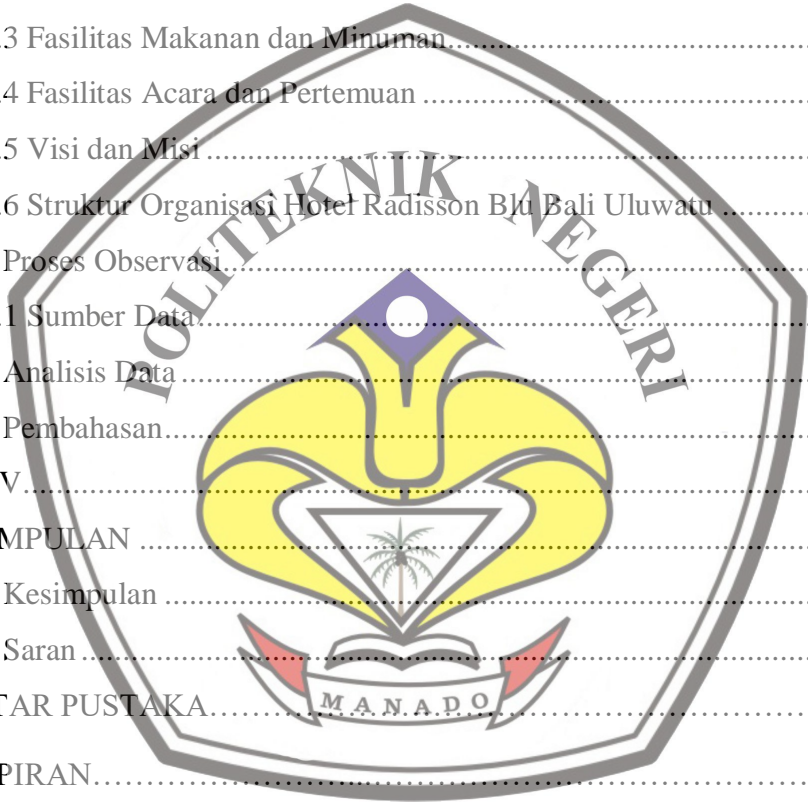 .3 Fasilitas Makanan dan Minuman........................................
.4 Fasilitas Acara dan Pertemuan ........................................
.5 Visi dan Misi ........................................
.6 Struktur Organisasi Hotel Radisson Blu Bali Uluwatu ...........
Proses Observasi........................................
.1 Sumber Data........................................
Analisis Data ........................................
Pembahasan........................................
V........................................
MPULAN ........................................
Kesimpulan ........................................
Saran ........................................
TAR PUSTAKA........................................
PIRAN........................................
POLITEKNIK NEGERI
MANADO